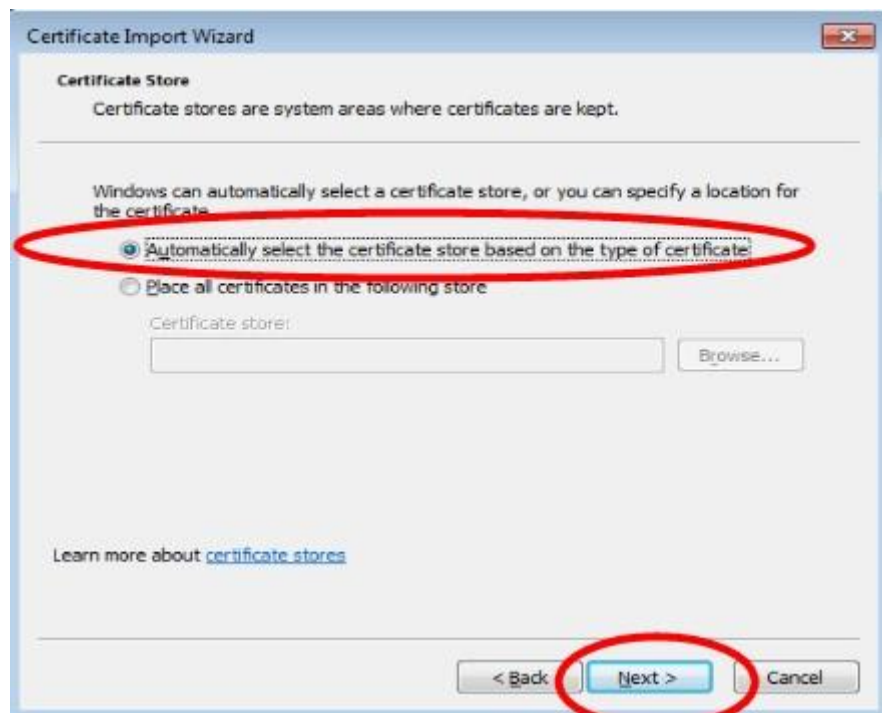 Certificate Import Wizard
Certificate Store
Certificate stores are system areas where certificates are kept.
Windows can automatically select a certificate store, or you can specify a location for
the certificate.
Automatically select the certificate store based on the type of certificate
Place all certificates in the following store
Certificate store:
Browse...
Learn more about certificate stores
< Back
Next >
Cancel